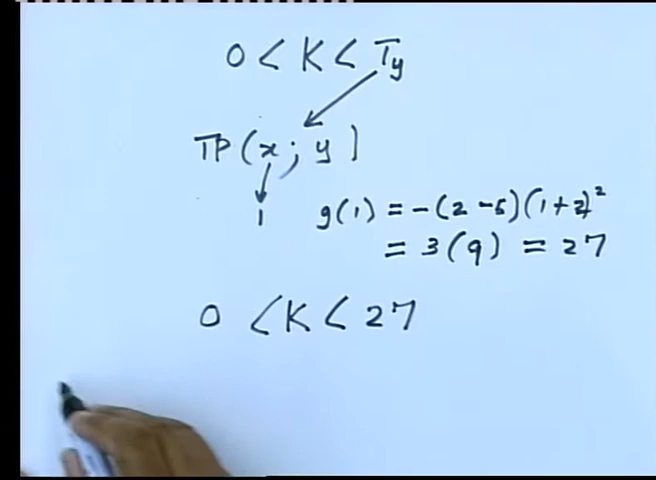 0 < K < Ty
TP (x ; y)
1
g(1) = -(2-5)(1+2)²
= 3(9) = 27
0 < K < 27